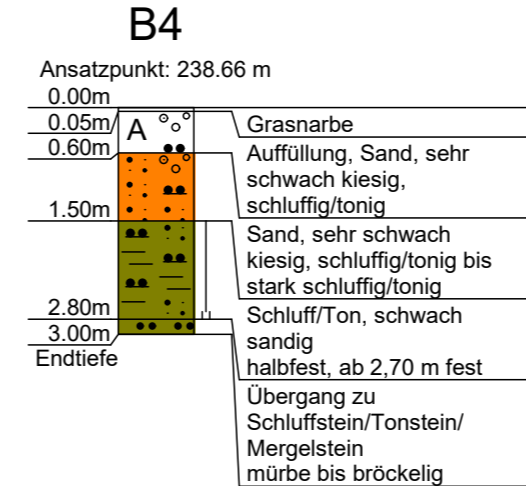 B4
Ansatzpunkt: 238.66 m
0.00m
0.05m
A
Grasnarbe
0.60m
Auffüllung, Sand, sehr
schwach kiesig,
schluffig/tonig
1.50m
Sand, sehr schwach
kiesig, schluffig/tonig bis
stark schluffig/tonig
2.80m
Schluff/Ton, schwach
sandig
halbfest, ab 2,70 m fest
3.00m
Endtiefe
Übergang zu
Schluffstein/Tonstein/
Mergelstein
mürbe bis bröckelig